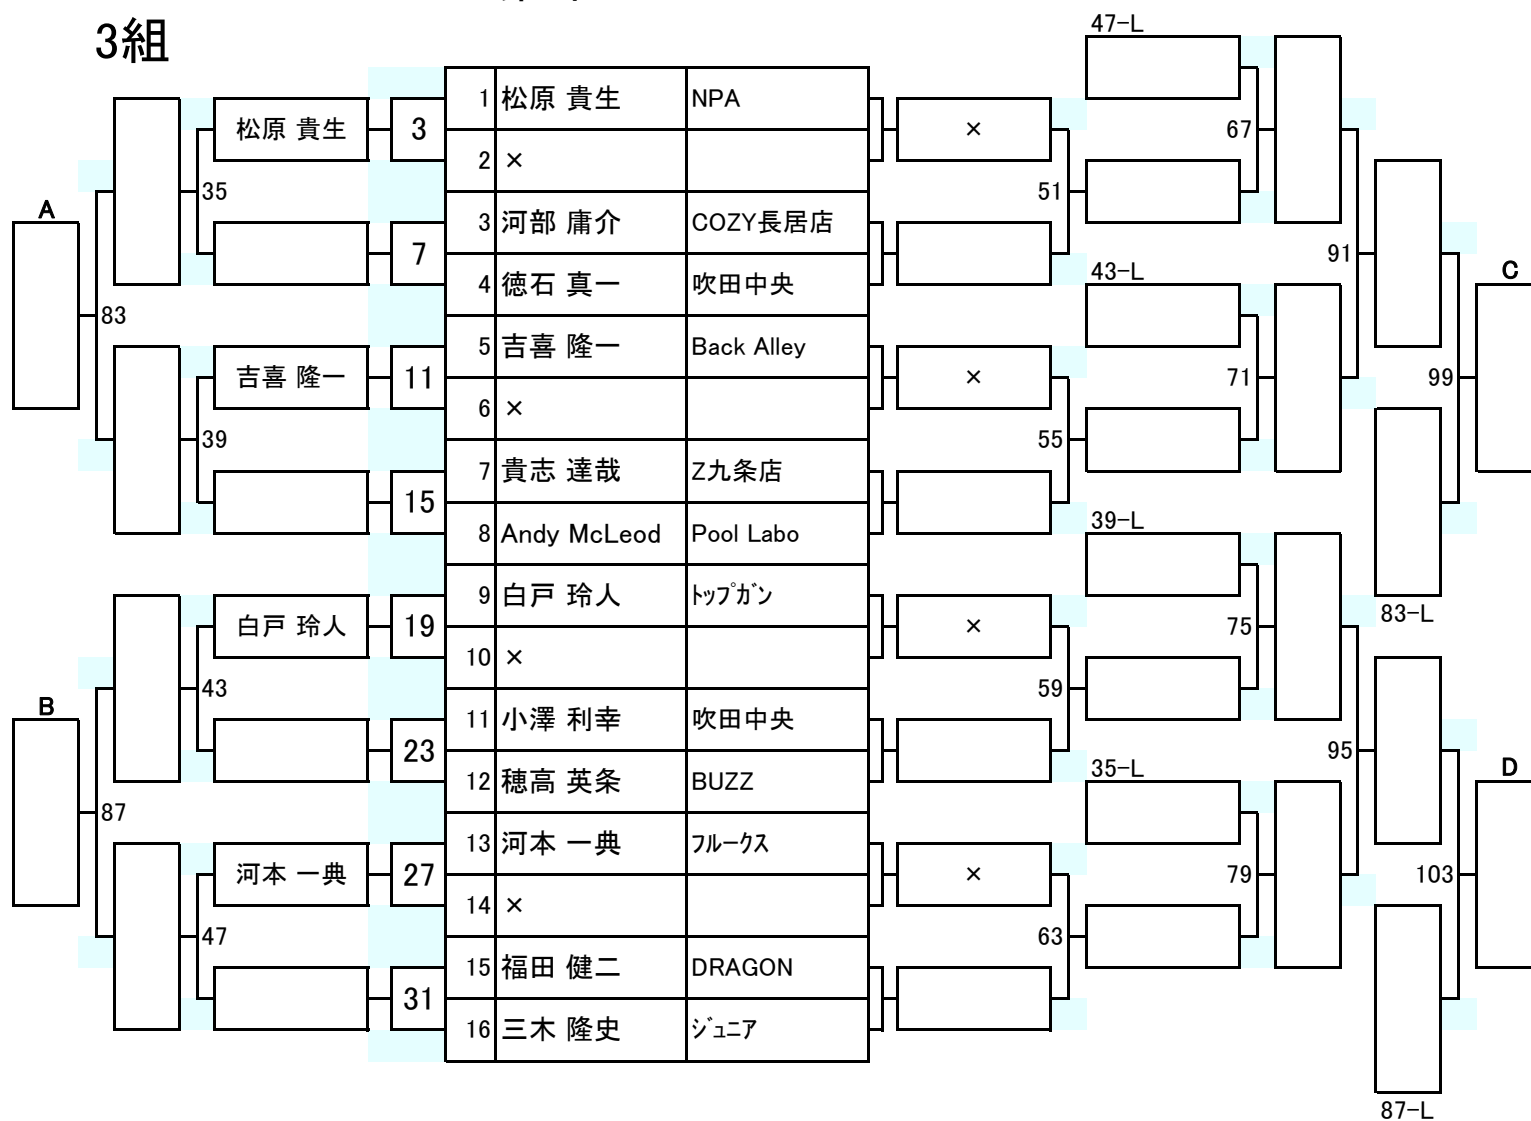 3組
47-L
1 松原 貴生 NPA
松原 貴生 3 × 67
2 ×
35 51
A 3 河部 庸介 COZY長居店
7 91
4 徳石 真一 吹田中央 43-L C
83
5 吉喜 隆一 Back Alley
吉喜 隆一 11 × 71 99
6 ×
39 55
7 貴志 達哉 Z九条店
15
39-L
8 Andy McLeod Pool Labo
9 白戸 玲人 ﾄｯﾌﾟｶﾞﾝ
83-L
白戸 玲人 19 × 75
10 ×
43 59
B 11 小澤 利幸 吹田中央
23 95
35-L D
12 穂高 英条 BUZZ
87
13 河本 一典 ﾌﾙｰｸｽ
河本 一典 27 × 79 103
14 ×
47 63
15 福田 健二 DRAGON
31
16 三木 隆史 ｼﾞｭﾆｱ
87-L